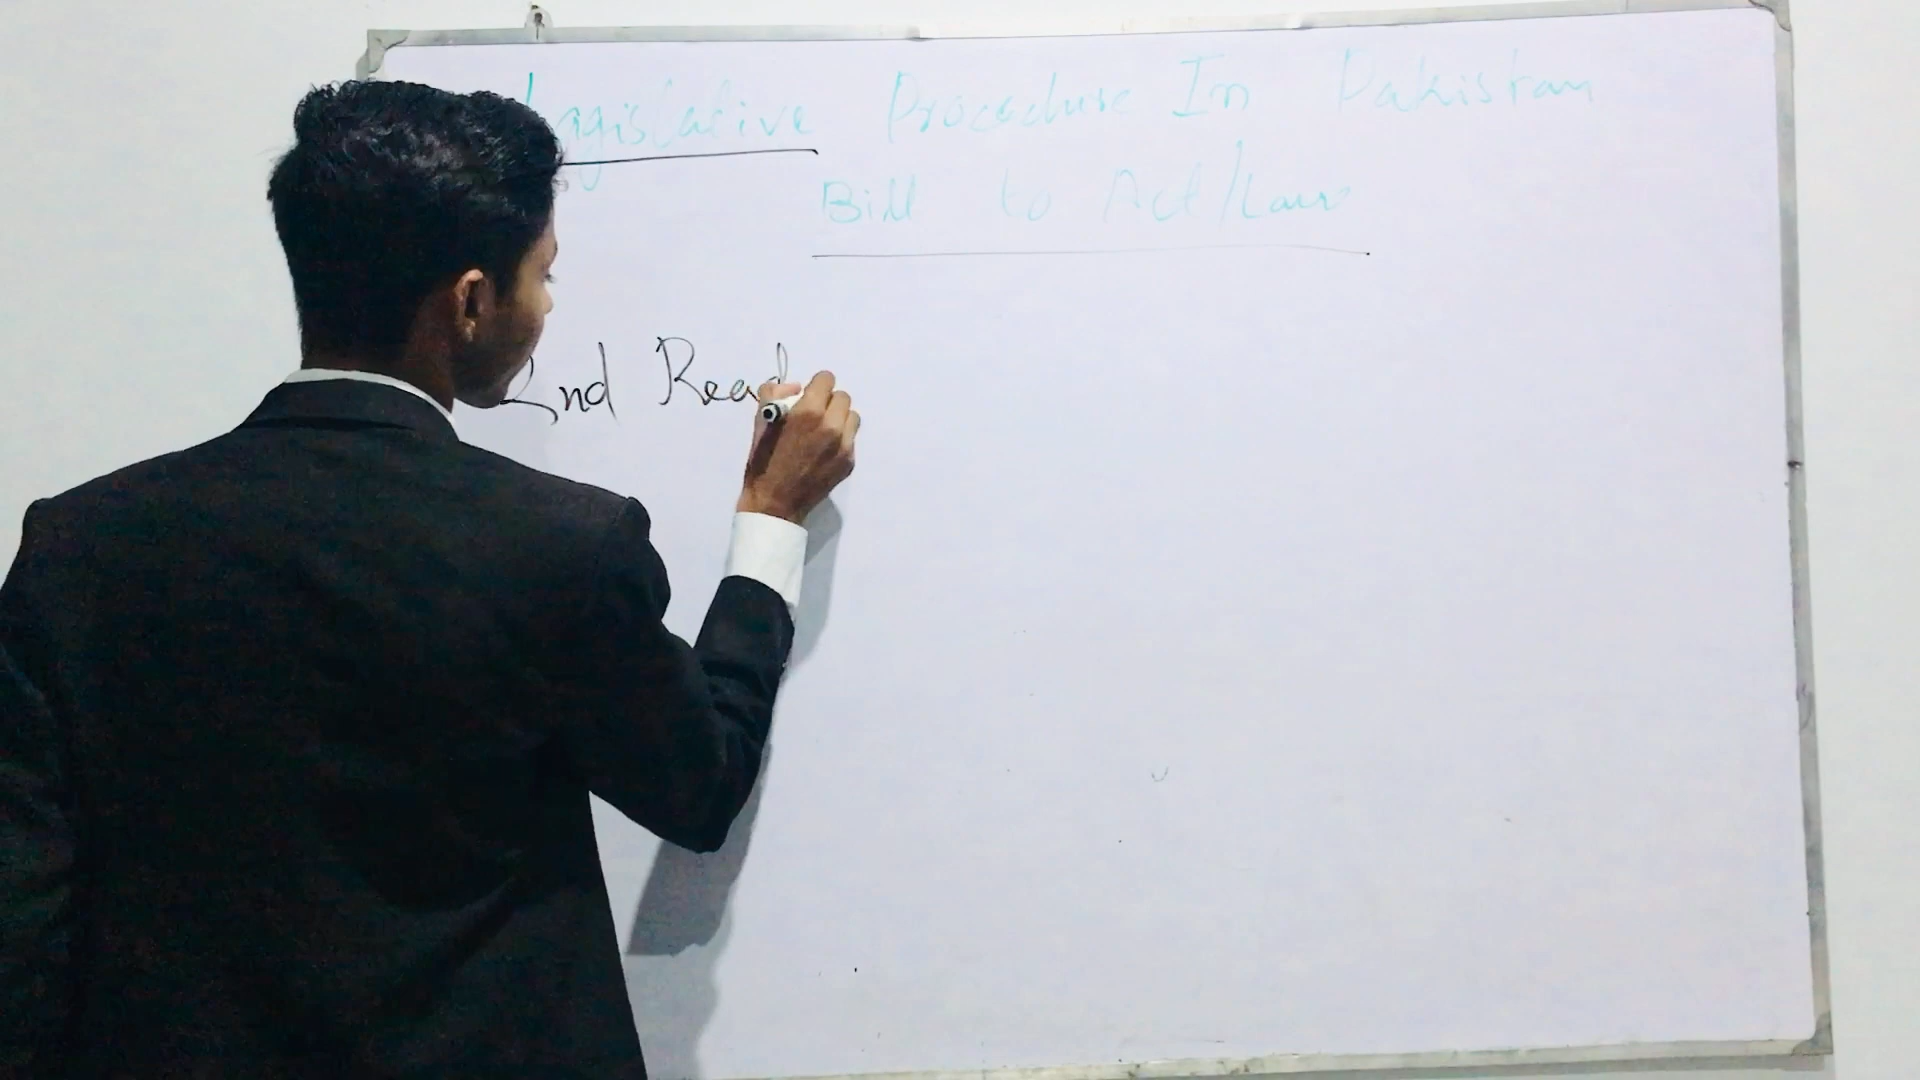 Legislative Procedure In Pakistan
Bill to Act/Law
2nd Read